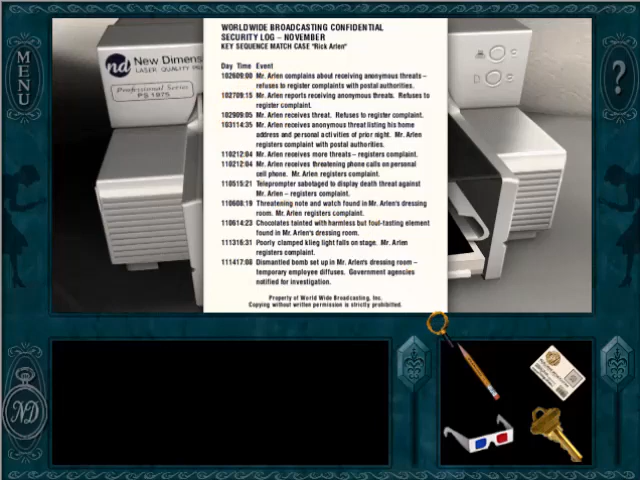 WORLDWIDE BROADCASTING CONFIDENTIAL
SECURITY LOG – NOVEMBER
KEY SEQUENCE MATCH CASE "Rick Arlen"
Day Time Event
102609:00 Mr. Arlen complains about receiving anonymous threats –
refuses to register complaints with postal authorities.
102709:15 Mr. Arlen reports receiving anonymous threats. Refuses to
register complaint.
102909:05 Mr. Arlen receives threat. Refuses to register complaint.
103114:35 Mr. Arlen receives anonymous threat listing his home
address and personal activities of prior night. Mr. Arlen
registers complaint with postal authorities.
110212:04 Mr. Arlen receives more threats – registers complaint.
110212:04 Mr. Arlen receives threatening phone calls on personal
cell phone. Mr. Arlen registers complaint.
110515:21 Teleprompter sabotaged to display death threat against
Mr. Arlen – registers complaint.
110608:19 Threatening note and watch found in Mr. Arlen's dressing
room. Mr. Arlen registers complaint.
110614:23 Chocolates tainted with harmless but foul-tasting element
found in Mr. Arlen's dressing room.
111316:31 Poorly clamped klieg light falls on stage. Mr. Arlen
registers complaint.
111417:08 Dismantled bomb set up in Mr. Arlen's dressing room –
temporary employee diffuses. Government agencies
notified for investigation.
Property of World Wide Broadcasting, Inc.
Copying without written permission is strictly prohibited.
nd New Dimens
LASER QUALITY PRI
Professional Series
PS 1975
MENU
?
ND